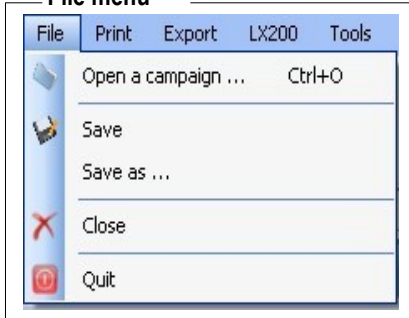 File menu
File Print Export LX200 Tools
Open a campaign ... Ctrl+O
Save
Save as ...
Close
Quit